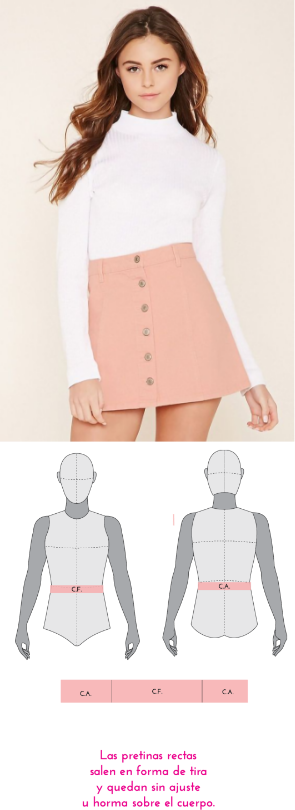 C.F.
C.A.
C.A.
C.F.
C.A.
Las pretinas rectas
salen en forma de tira
y quedan sin ajuste
u horma sobre el cuerpo.